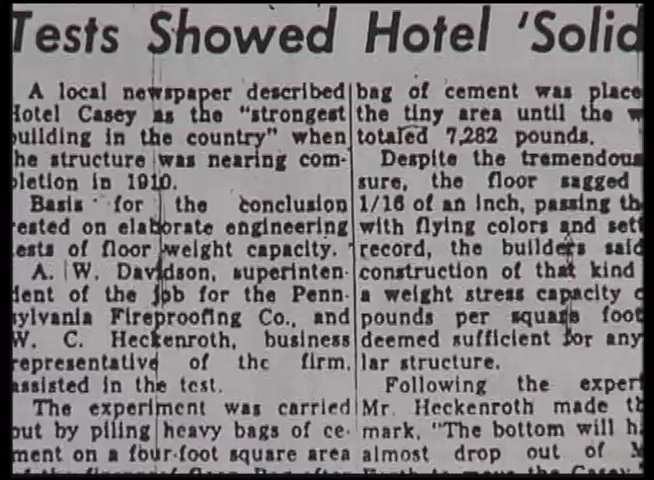 Tests Showed Hotel 'Solid
A local newspaper described
Hotel Casey as the "strongest
building in the country" when
he structure was nearing com-
pletion in 1910.
Basis for the conclusion
rested on elaborate engineering
ests of floor weight capacity.
A. W. Davidson, superinten-
dent of the job for the Penn-
sylvania Fireproofing Co., and
W. C. Heckenroth, business
representative of the firm,
assisted in the test.
The experiment was carried
out by piling heavy bags of ce-
ment on a four-foot square area
bag of cement was place
the tiny area until the w
totaled 7,282 pounds.
Despite the tremendous
sure, the floor sagged
1/16 of an inch, passing th
with flying colors and sett
record, the builders said
construction of that kind
a weight stress capacity
pounds per square foot
deemed sufficient for any
lar structure.
Following the exper
Mr. Heckenroth made th
mark, "The bottom will h
almost drop out of M